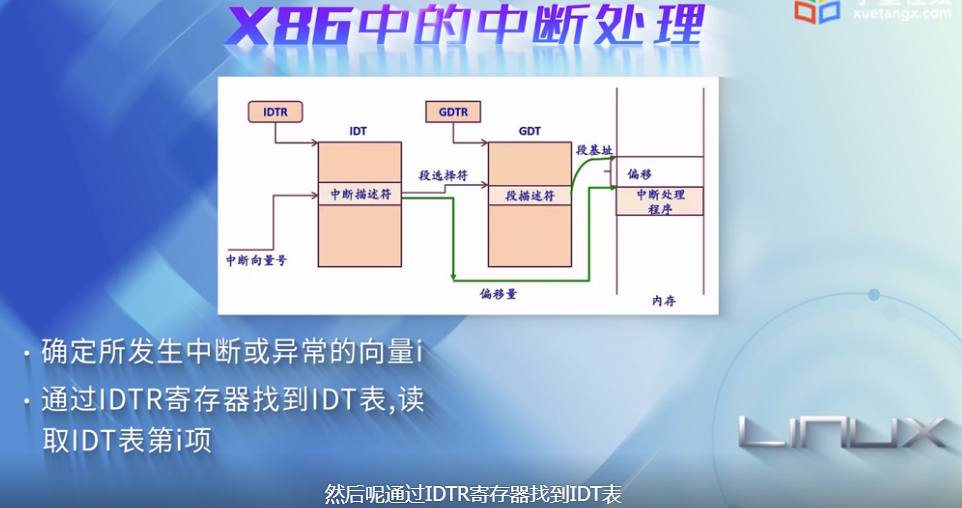 X86中的中断处理
xuetangx.com
IDTR
GDTR
IDT
GDT
段基址
段选择符
偏移
中断描述符
段描述符
中断处理
程序
中断向量号
偏移量
内存
· 确定所发生中断或异常的向量i
· 通过IDTR寄存器找到IDT表,读
取IDT表第i项
LINUX
然后呢通过IDTR寄存器找到IDT表